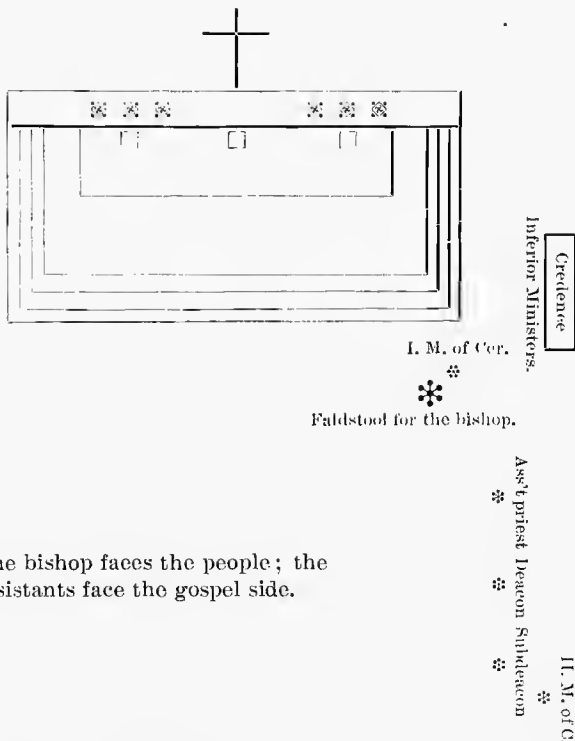 Credence
Inferior Ministers.
I. M. of Cer.
Faldstool for the bishop.
Ass't priest Deacon Subdeacon
he bishop faces the people; the
sistants face the gospel side.
II. M. of C